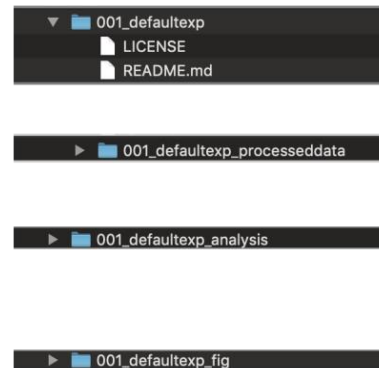 001_defaultexp
LICENSE
README.md
001_defaultexp_processeddata
001_defaultexp_analysis
001_defaultexp_fig